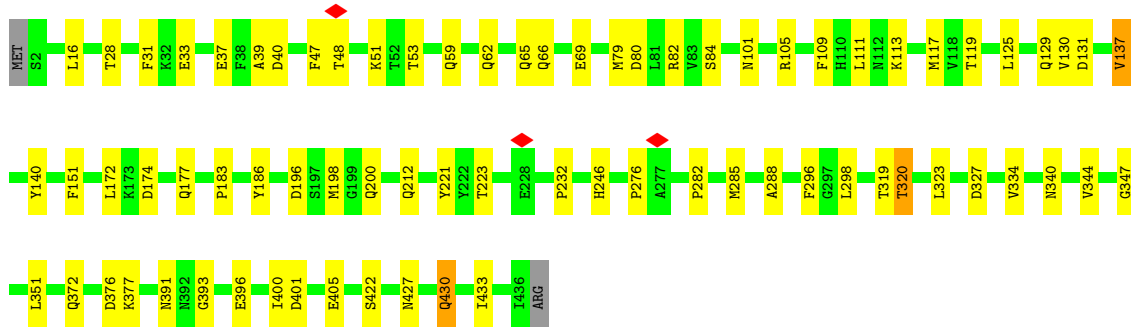 MET S2 L16 T28 F31 K32 E33 E37 F38 A39 D40 F47 T48 K51 T52 T53 Q59 Q62 Q65 Q66 E69 M79 D80 L81 R82 V83 S84 N101 R105 F109 H110 L111 N112 K113 M117 V118 T119 L125 Q129 V130 D131 V137
Y140 F151 L172 K173 D174 Q177 P183 Y186 D196 S197 M198 G199 Q200 Q212 Y221 Y222 T223 E228 P232 H246 P276 A277 P282 M285 A288 F296 G297 L298 T319 T320 L323 D327 V334 N340 V344 G347
L351 Q372 D376 K377 N391 N392 G393 E396 I400 D401 E405 S422 N427 Q430 I433 I436 ARG